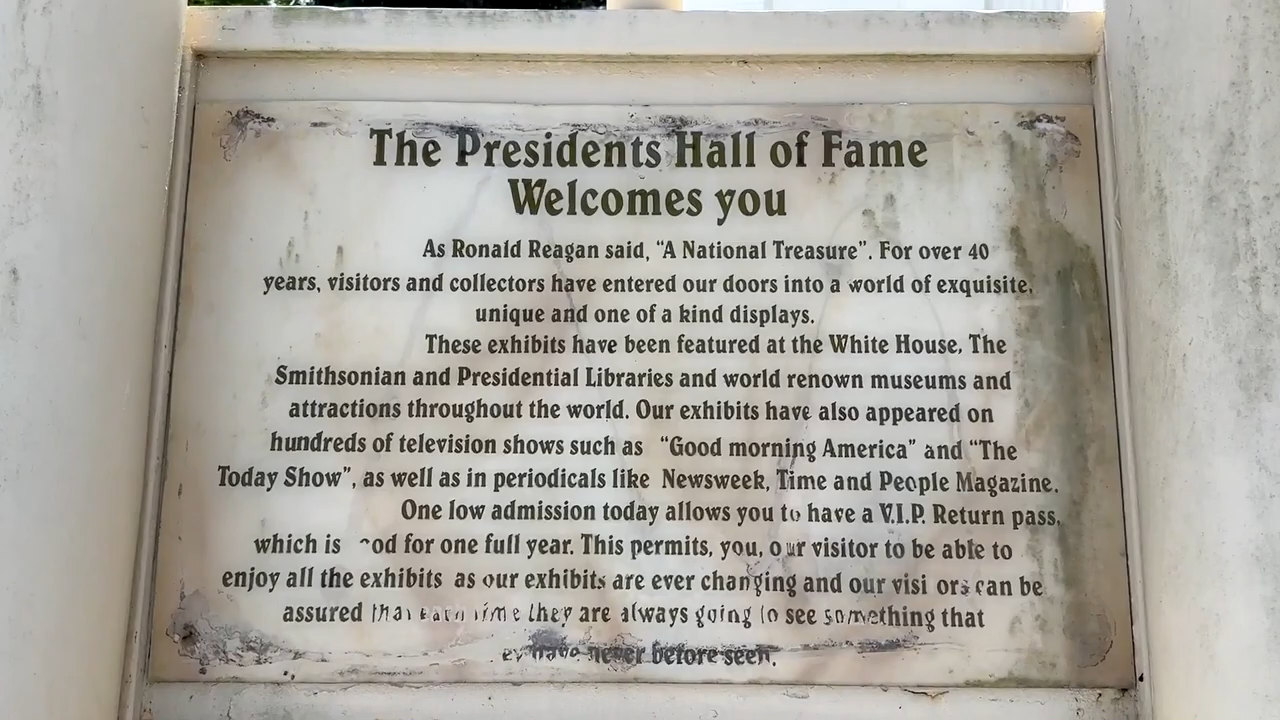 The Presidents Hall of Fame
Welcomes you
As Ronald Reagan said, “A National Treasure”. For over 40
years, visitors and collectors have entered our doors into a world of exquisite,
unique and one of a kind displays.
These exhibits have been featured at the White House, The
Smithsonian and Presidential Libraries and world renown museums and
attractions throughout the world. Our exhibits have also appeared on
hundreds of television shows such as “Good morning America” and “The
Today Show”, as well as in periodicals like Newsweek, Time and People Magazine.
One low admission today allows you to have a V.I.P. Return pass,
which is for one full year. This permits, you, our visitor to be able to
enjoy all the exhibits as our exhibits are ever changing and our visitors can be
assured that each time they are always going to see something that
have never before seen.